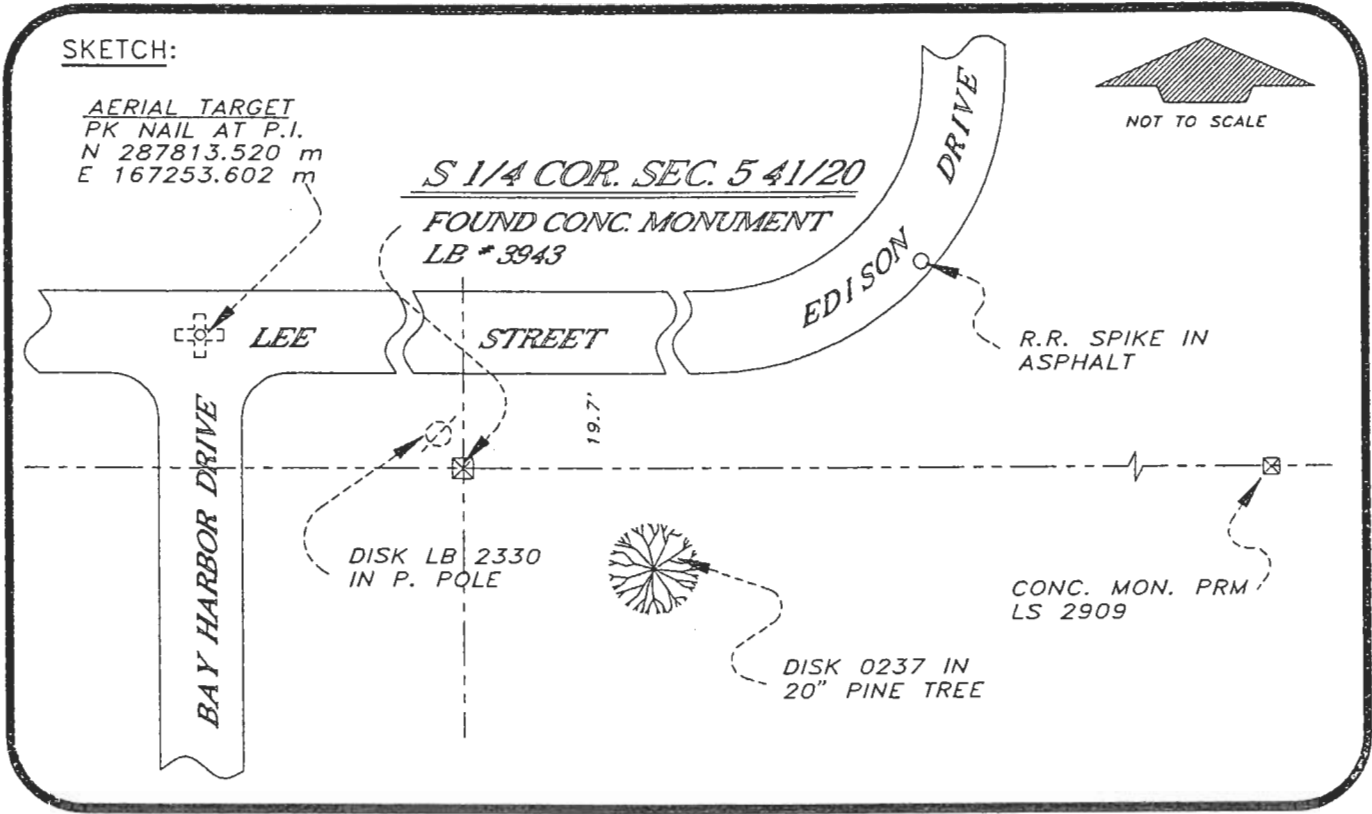 SKETCH:
AERIAL TARGET
PK NAIL AT P.I.
N 287813.520 m
E 167253.602 m
NOT TO SCALE
S 1/4 COR. SEC. 5 41/20
FOUND CONC. MONUMENT
LB # 3943
EDISON DRIVE
LEE STREET
R.R. SPIKE IN
ASPHALT
19.7'
BAY HARBOR DRIVE
DISK LB 2330
IN P. POLE
CONC. MON. PRM
LS 2909
DISK 0237 IN
20" PINE TREE